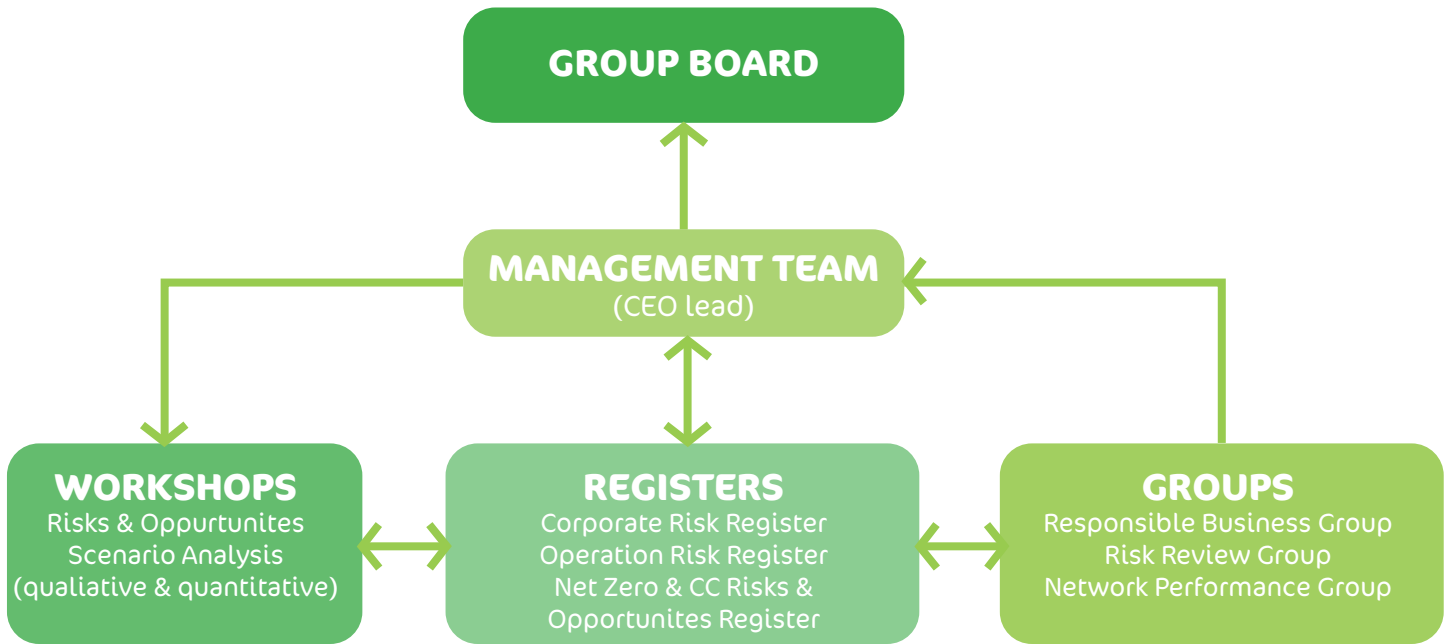 GROUP BOARD
MANAGEMENT TEAM
(CEO lead)
WORKSHOPS
Risks & Oppurtunites
Scenario Analysis
(qualiative & quantitative)
REGISTERS
Corporate Risk Register
Operation Risk Register
Net Zero & CC Risks &
Opportunites Register
GROUPS
Responsible Business Group
Risk Review Group
Network Performance Group